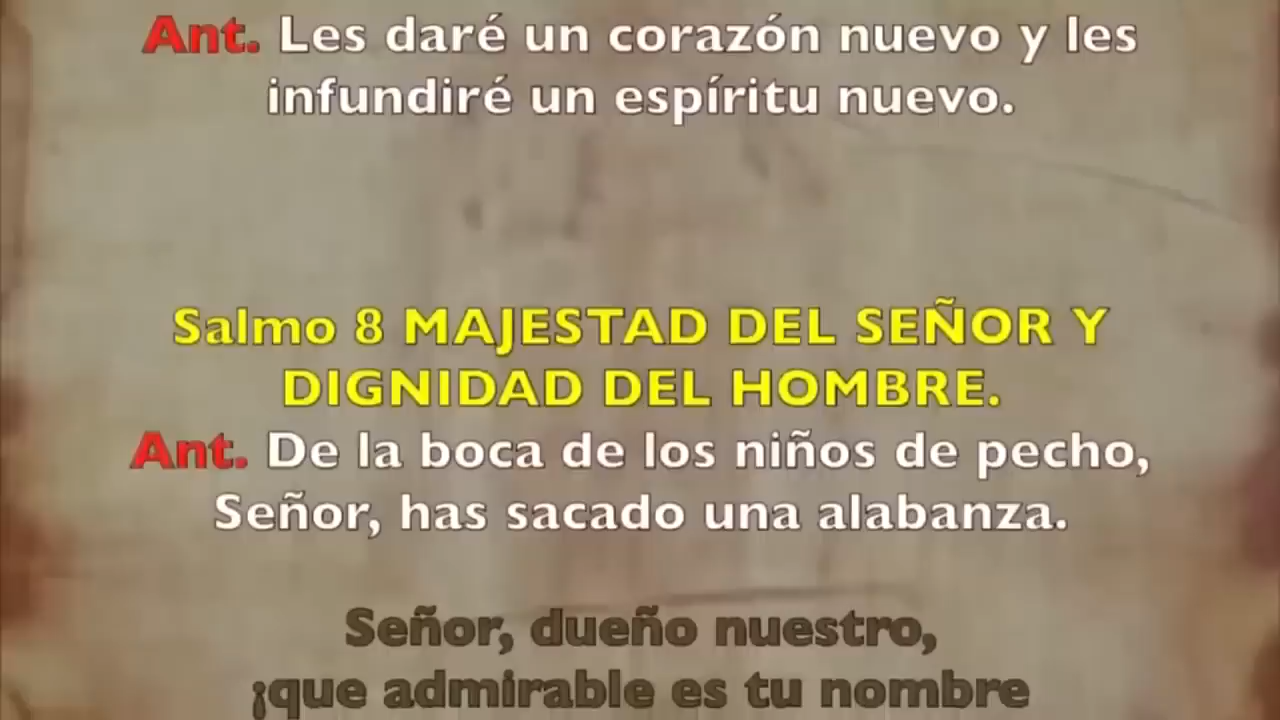 Ant. Les daré un corazón nuevo y les
infundiré un espíritu nuevo.
Salmo 8 MAJESTAD DEL SEÑOR Y
DIGNIDAD DEL HOMBRE.
Ant. De la boca de los niños de pecho,
Señor, has sacado una alabanza.
Señor, dueño nuestro,
¡que admirable es tu nombre